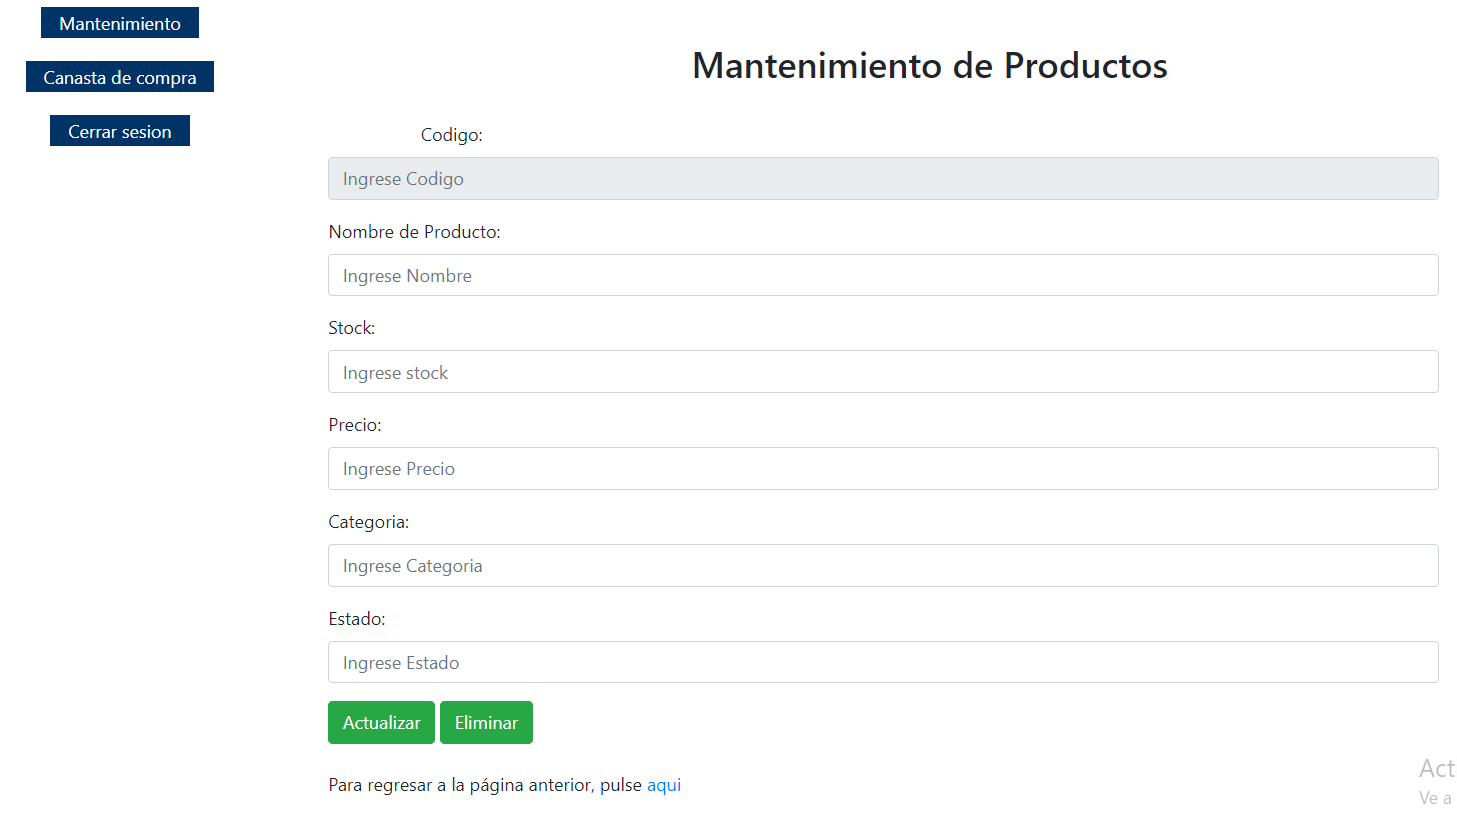 Mantenimiento
Canasta de compra
Cerrar sesion
Mantenimiento de Productos
Codigo:
Ingrese Codigo
Nombre de Producto:
Ingrese Nombre
Stock:
Ingrese stock
Precio:
Ingrese Precio
Categoria:
Ingrese Categoria
Estado:
Ingrese Estado
Actualizar Eliminar
Para regresar a la página anterior, pulse aqui
Act
Ve a